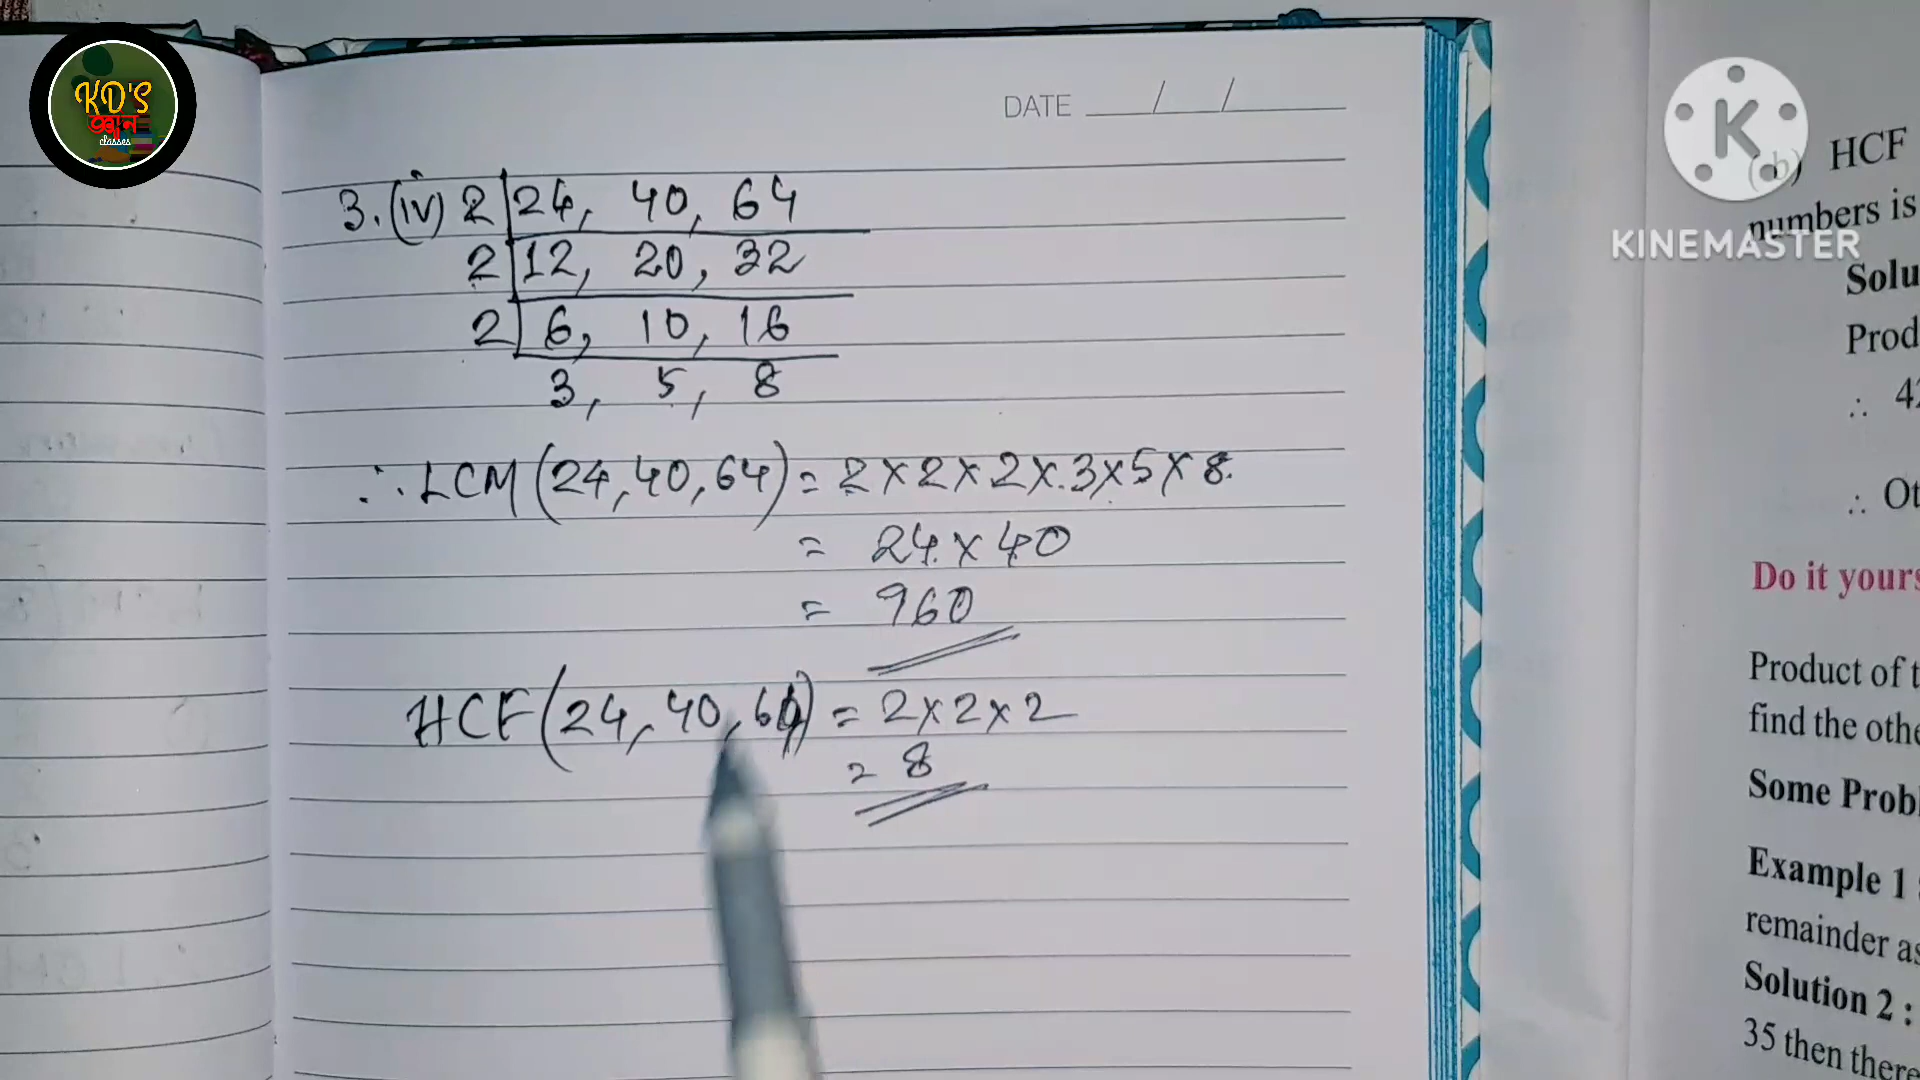 KD'S
জ্ঞান
classes
DATE / /
3. (iv) 2 | 24, 40, 64
2 | 12, 20, 32
2 | 6, 10, 16
3, 5, 8
∴ LCM (24, 40, 64) = 2 × 2 × 2 × 3 × 5 × 8
= 24 × 40
= 960
HCF (24, 40, 64) = 2 × 2 × 2
= 8
K
KINEMASTER
(b) HCF
numbers is
Solu
Prod
∴ 42
∴ Ot
Do it yours
Product of t
find the othe
Some Probl
Example 1 :
remainder as
Solution 2 :
35 then there